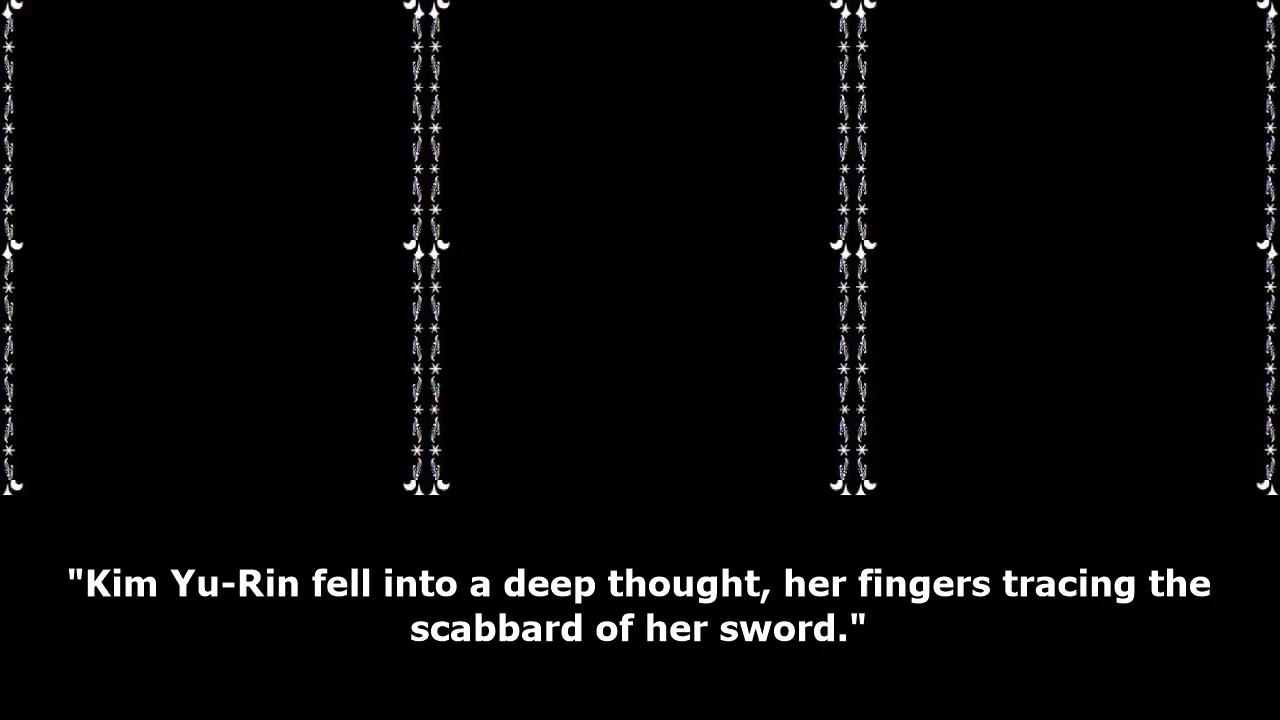 "Kim Yu-Rin fell into a deep thought, her fingers tracing the
scabbard of her sword."